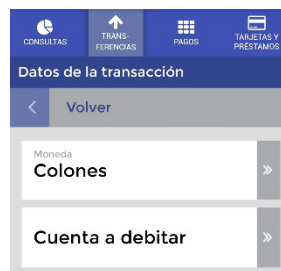 CONSULTAS
TRANS-
FERENCIAS
PAGOS
TARJETAS Y
PRÉSTAMOS
Datos de la transacción
Volver
Moneda
Colones
Cuenta a debitar